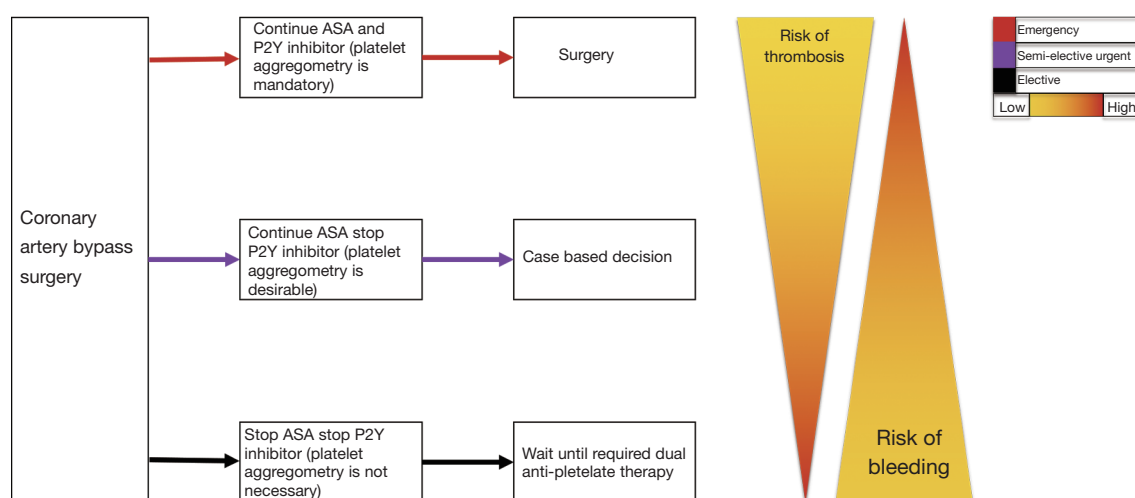 Coronary
artery bypass
surgery
Continue ASA and
P2Y inhibitor (platelet
aggregometry is
mandatory)
Surgery
Continue ASA stop
P2Y inhibitor (platelet
aggregometry is
desirable)
Case based decision
Stop ASA stop P2Y
inhibitor (platelet
aggregometry is not
necessary)
Wait until required dual
anti-pletelate therapy
Risk of
thrombosis
Risk of
bleeding
Emergency
Semi-elective urgent
Elective
Low High